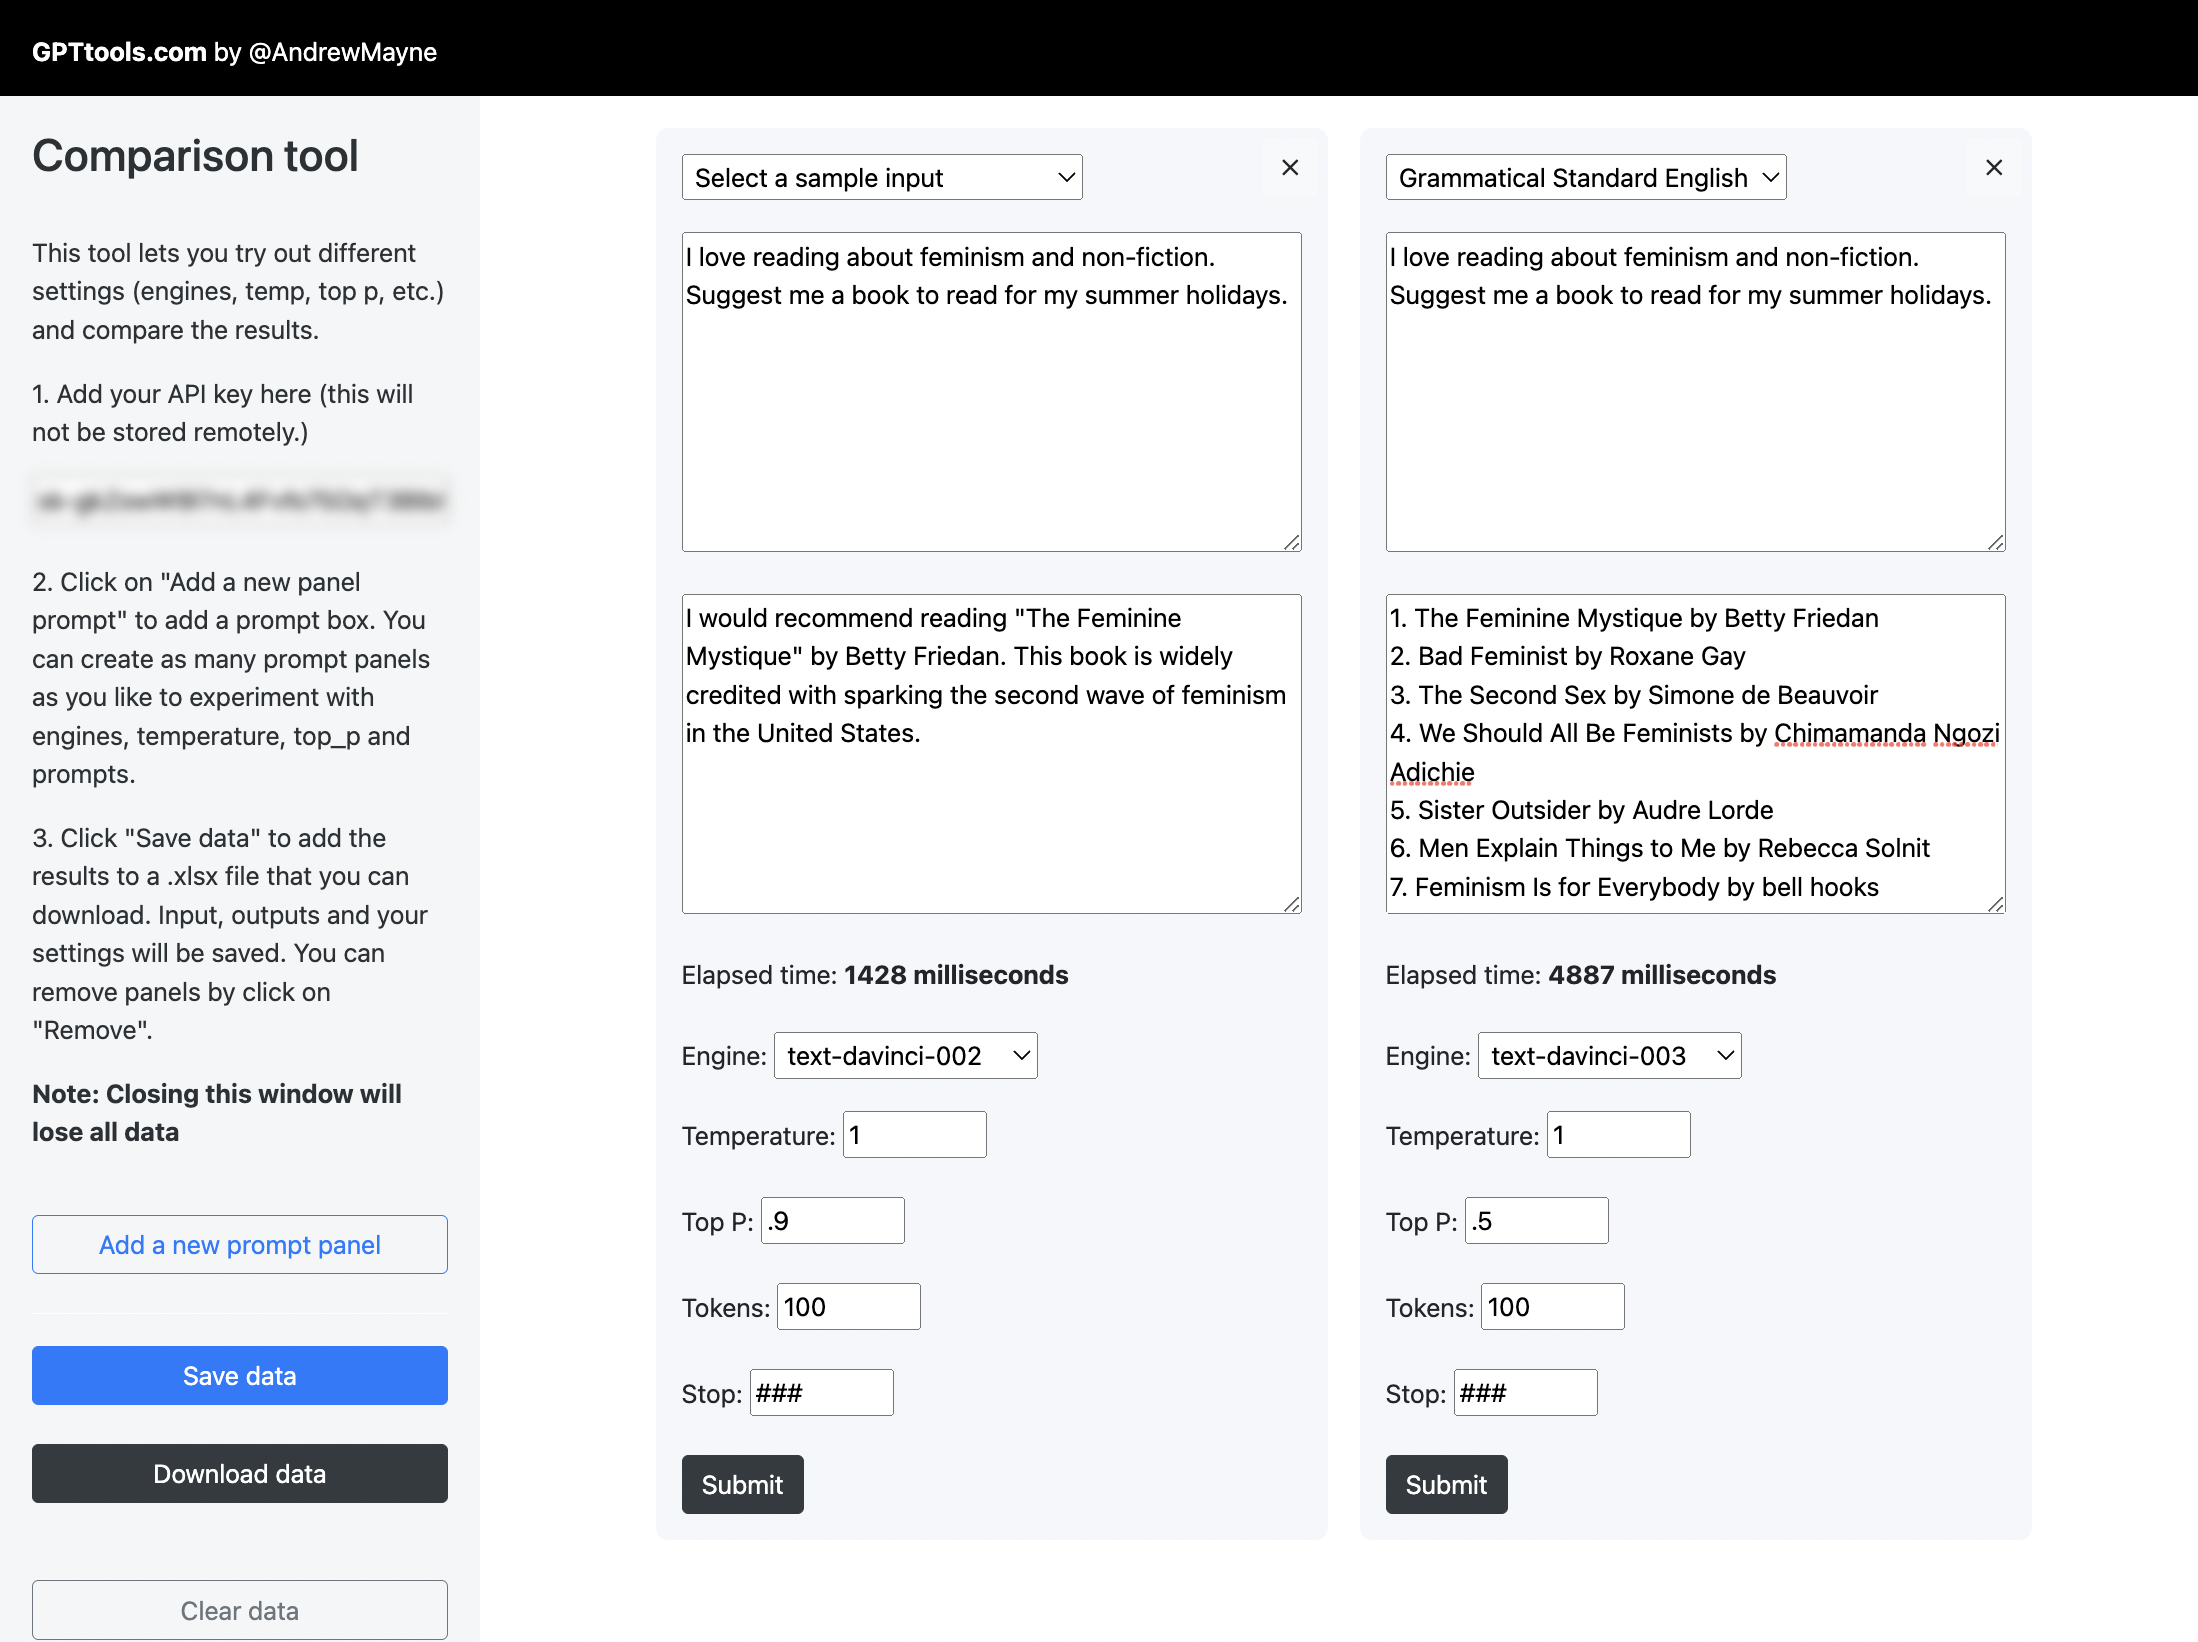 GPTtools.com by @AndrewMayne
Comparison tool
This tool lets you try out different
settings (engines, temp, top p, etc.)
and compare the results.
1. Add your API key here (this will
not be stored remotely.)
2. Click on "Add a new panel
prompt" to add a prompt box. You
can create as many prompt panels
as you like to experiment with
engines, temperature, top_p and
prompts.
3. Click "Save data" to add the
results to a .xlsx file that you can
download. Input, outputs and your
settings will be saved. You can
remove panels by click on
"Remove".
Note: Closing this window will
lose all data
Add a new prompt panel
Save data
Download data
Clear data
Select a sample input
I love reading about feminism and non-fiction.
Suggest me a book to read for my summer holidays.
I would recommend reading "The Feminine
Mystique" by Betty Friedan. This book is widely
credited with sparking the second wave of feminism
in the United States.
Elapsed time: 1428 milliseconds
Engine: text-davinci-002
Temperature: 1
Top P: .9
Tokens: 100
Stop: ###
Submit
Grammatical Standard English
I love reading about feminism and non-fiction.
Suggest me a book to read for my summer holidays.
1. The Feminine Mystique by Betty Friedan
2. Bad Feminist by Roxane Gay
3. The Second Sex by Simone de Beauvoir
4. We Should All Be Feminists by Chimamanda Ngozi
Adichie
5. Sister Outsider by Audre Lorde
6. Men Explain Things to Me by Rebecca Solnit
7. Feminism Is for Everybody by bell hooks
Elapsed time: 4887 milliseconds
Engine: text-davinci-003
Temperature: 1
Top P: .5
Tokens: 100
Stop: ###
Submit